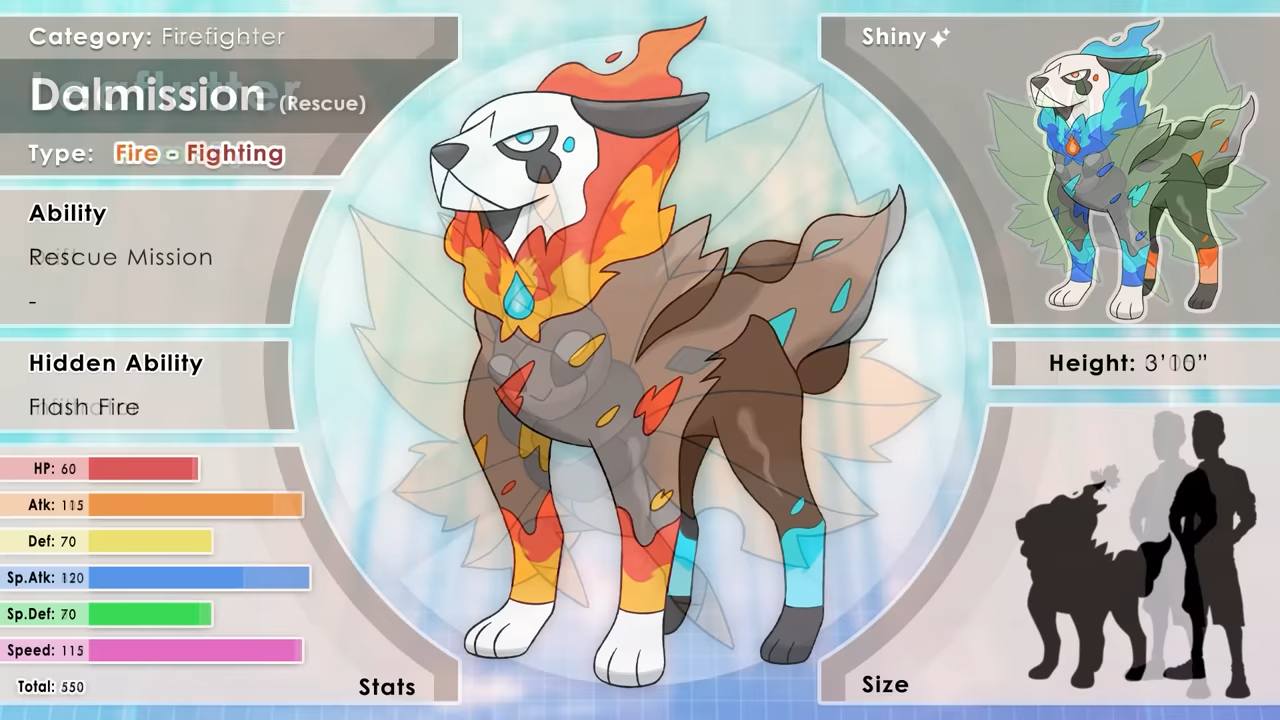 Category: Firefighter
Dalmission (Rescue)
Type: Fire - Fighting
Ability
Rescue Mission
-
Hidden Ability
Flash Fire
HP: 60
Atk: 115
Def: 70
Sp.Atk: 120
Sp.Def: 70
Speed: 115
Total: 550
Stats
Shiny
Height: 3'10"
Size